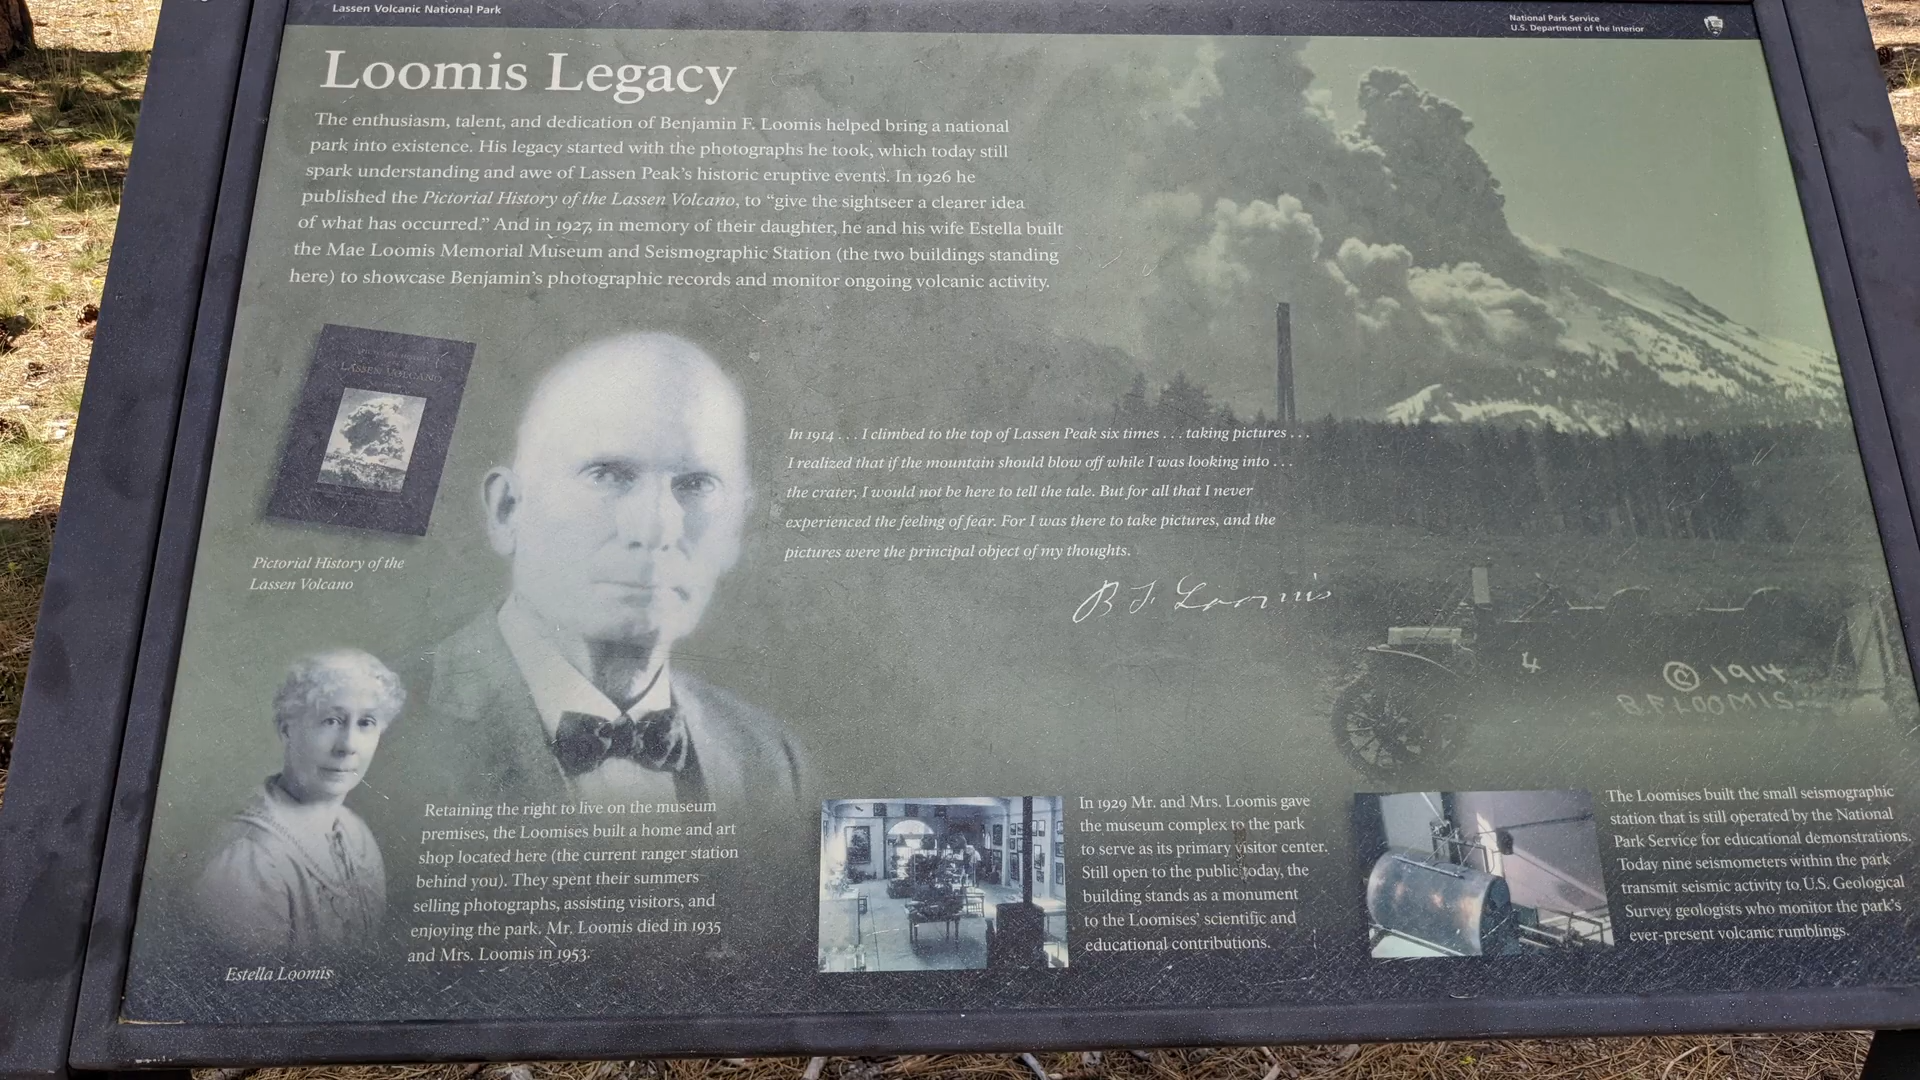 Lassen Volcanic National Park
National Park Service
U.S. Department of the Interior
Loomis Legacy
The enthusiasm, talent, and dedication of Benjamin F. Loomis helped bring a national
park into existence. His legacy started with the photographs he took, which today still
spark understanding and awe of Lassen Peak's historic eruptive events. In 1926 he
published the Pictorial History of the Lassen Volcano, to “give the sightseer a clearer idea
of what has occurred.” And in 1927, in memory of their daughter, he and his wife Estella built
the Mae Loomis Memorial Museum and Seismographic Station (the two buildings standing
here) to showcase Benjamin's photographic records and monitor ongoing volcanic activity.
LASSEN VOLCANO
Pictorial History of the
Lassen Volcano
In 1914 . . . I climbed to the top of Lassen Peak six times . . . taking pictures . . .
I realized that if the mountain should blow off while I was looking into . . .
the crater, I would not be here to tell the tale. But for all that I never
experienced the feeling of fear. For I was there to take pictures, and the
pictures were the principal object of my thoughts.
B F Loomis
4
© 1914
B.F. LOOMIS
Estella Loomis
Retaining the right to live on the museum
premises, the Loomises built a home and art
shop located here (the current ranger station
behind you). They spent their summers
selling photographs, assisting visitors, and
enjoying the park. Mr. Loomis died in 1935
and Mrs. Loomis in 1953.
In 1929 Mr. and Mrs. Loomis gave
the museum complex to the park
to serve as its primary visitor center.
Still open to the public today, the
building stands as a monument
to the Loomises' scientific and
educational contributions.
The Loomises built the small seismographic
station that is still operated by the National
Park Service for educational demonstrations.
Today nine seismometers within the park
transmit seismic activity to U.S. Geological
Survey geologists who monitor the park's
ever-present volcanic rumblings.